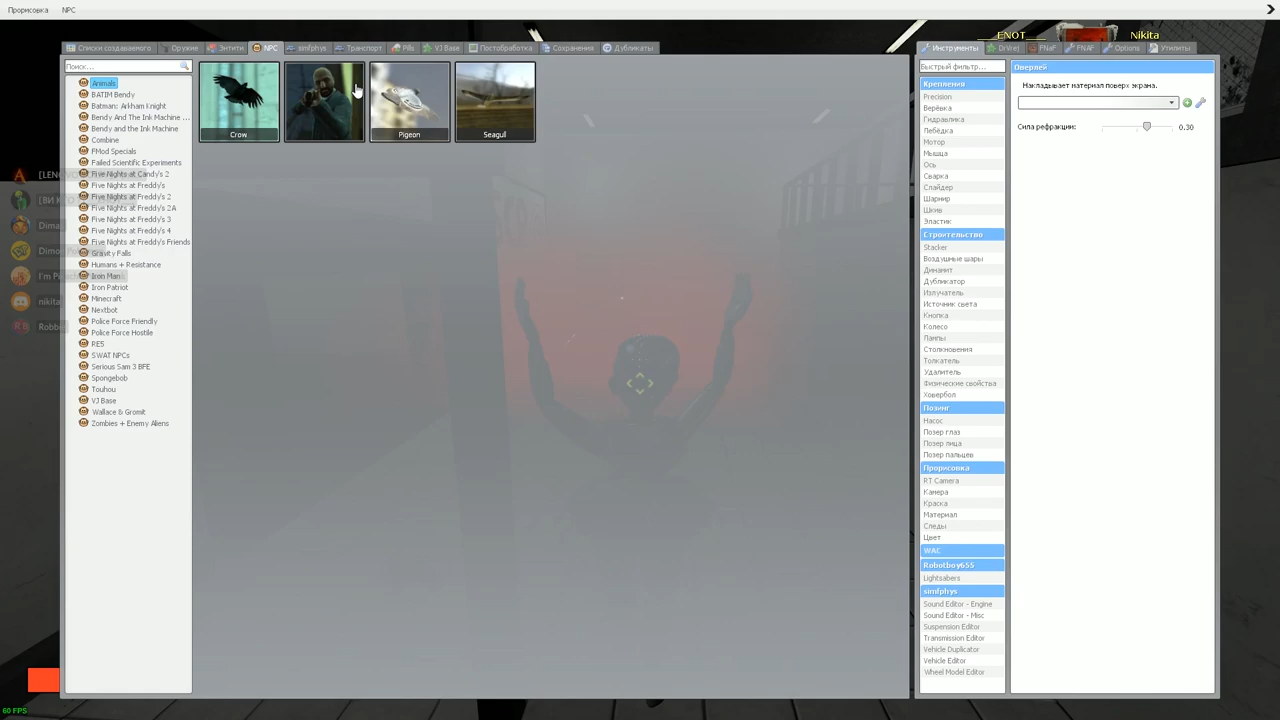 Прорисовка NPC
ENOT Nikita
Списки создаваемого Оружие Энтити NPC simfphys Транспорт Pills VJ Base Постобработка Сохранения Дубликаты
Инструменты FNaF FNAF Options Утилиты
Поиск...
Animals
BATIM Bendy
Batman: Arkham Knight
Bendy And The Ink Machine ...
Bendy and the Ink Machine
Combine
FMod Specials
Failed Scientific Experiments
Five Nights at Candy's 2
Five Nights at Freddy's
Five Nights at Freddy's 2
Five Nights at Freddy's 2A
Five Nights at Freddy's 3
Five Nights at Freddy's 4
Five Nights at Freddy's Friends
Gravity Falls
Humans + Resistance
Iron Man
Iron Patriot
Minecraft
Nextbot
Police Force Friendly
Police Force Hostile
RE5
SWAT NPCs
Serious Sam 3 BFE
Spongebob
Touhou
VJ Base
Wallace & Gromit
Zombies + Enemy Aliens
Crow
Pigeon
Seagull
Быстрый фильтр...
Крепления
Precision
Верёвка
Гидравлика
Лебёдка
Мотор
Мышца
Ось
Сварка
Слайдер
Шарнир
Шкив
Эластик
Строительство
Stacker
Воздушные шары
Динамит
Дубликатор
Излучатель
Источник света
Кнопка
Колесо
Лампы
Столкновения
Толкатель
Удалитель
Физические свойства
Ховербол
Позинг
Насос
Позер глаз
Позер лица
Позер пальцев
Прорисовка
RT Camera
Камера
Краска
Материал
Следы
Цвет
WAC
Robotboy655
Lightsabers
simfphys
Sound Editor - Engine
Sound Editor - Misc
Suspension Editor
Transmission Editor
Vehicle Duplicator
Vehicle Editor
Wheel Model Editor
Оверлей
Накладывает материал поверх экрана.
Сила рефракции: 0.30
nikita
60 FPS